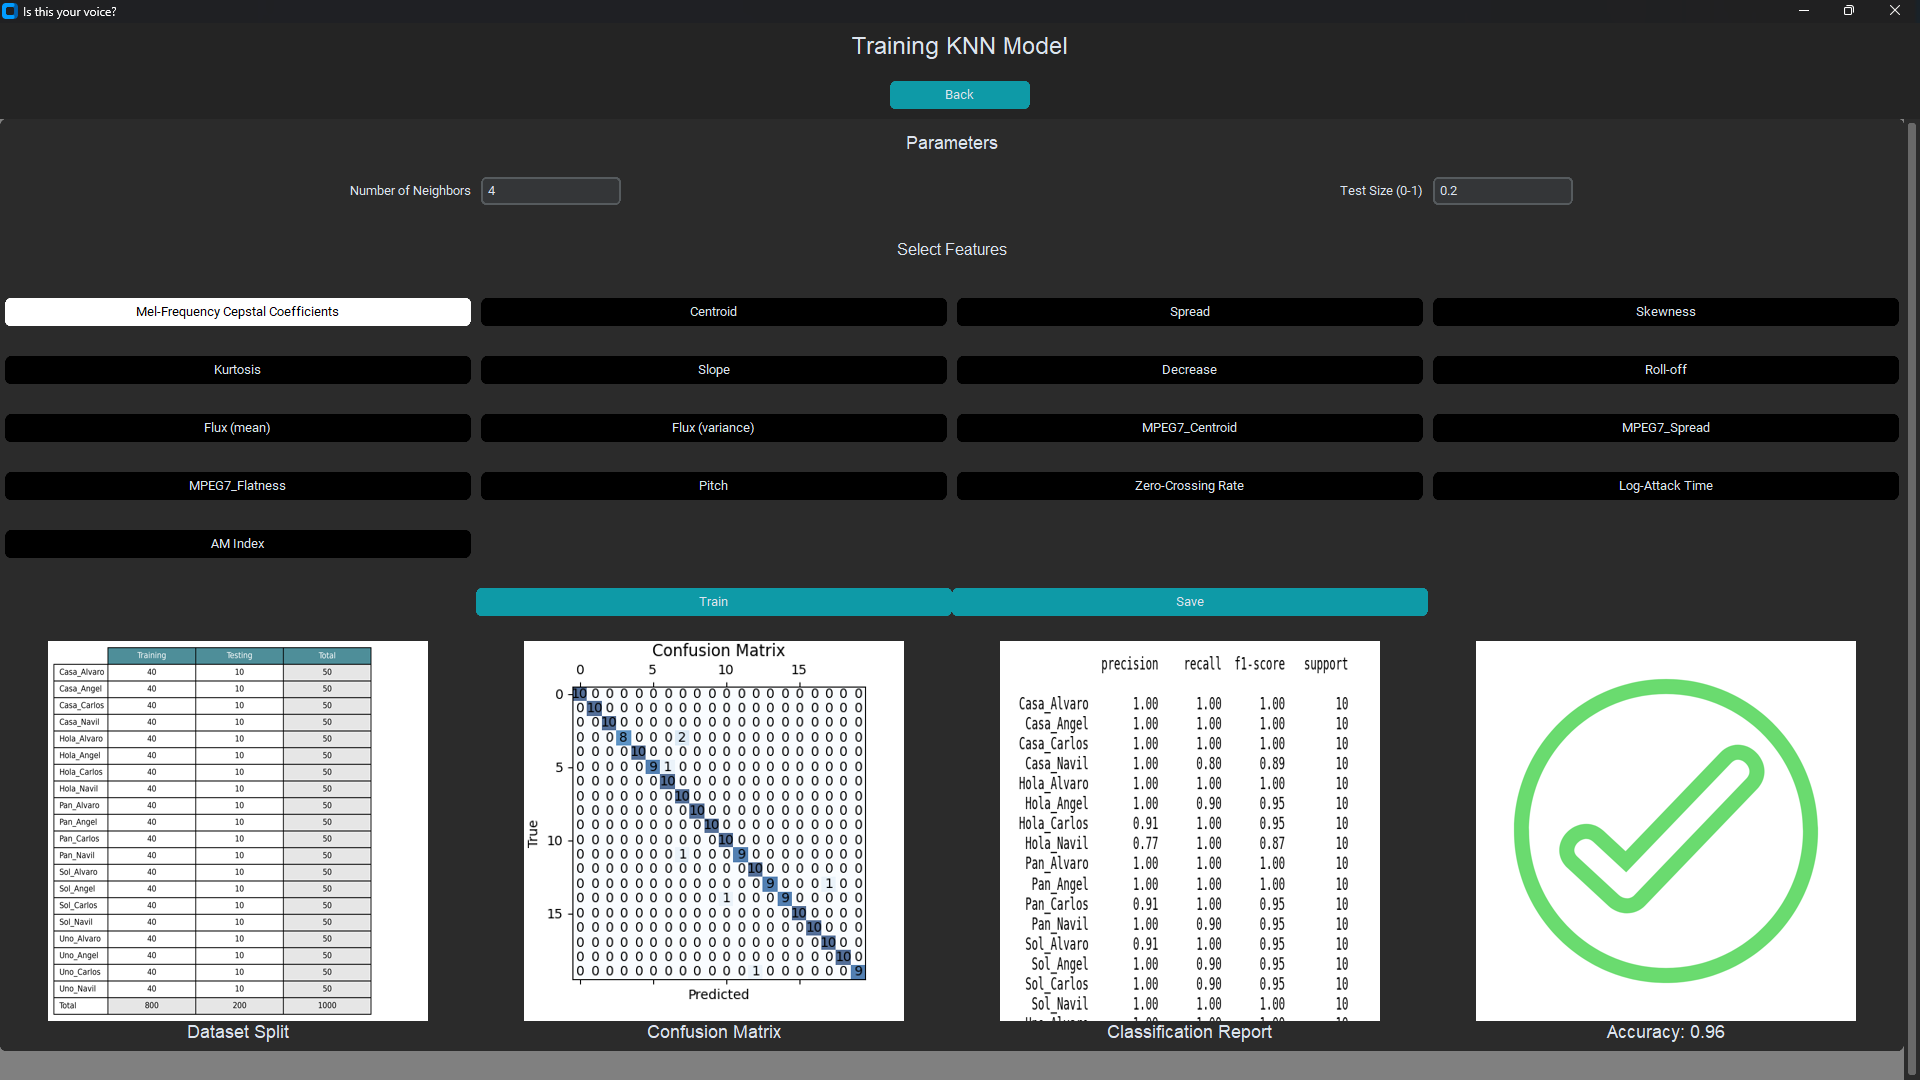 Is this your voice?
Training KNN Model
Back
Parameters
Number of Neighbors 4 Test Size (0-1) 0.2
Select Features
Mel-Frequency Cepstal Coefficients Centroid Spread Skewness
Kurtosis Slope Decrease Roll-off
Flux (mean) Flux (variance) MPEG7_Centroid MPEG7_Spread
MPEG7_Flatness Pitch Zero-Crossing Rate Log-Attack Time
AM Index
Train Save
Training Testing Total
Casa_Alvaro 40 10 50
Casa_Angel 40 10 50
Casa_Carlos 40 10 50
Casa_Navil 40 10 50
Hola_Alvaro 40 10 50
Hola_Angel 40 10 50
Hola_Carlos 40 10 50
Hola_Navil 40 10 50
Pan_Alvaro 40 10 50
Pan_Angel 40 10 50
Pan_Carlos 40 10 50
Pan_Navil 40 10 50
Sol_Alvaro 40 10 50
Sol_Angel 40 10 50
Sol_Carlos 40 10 50
Sol_Navil 40 10 50
Uno_Alvaro 40 10 50
Uno_Angel 40 10 50
Uno_Carlos 40 10 50
Uno_Navil 40 10 50
Total 800 200 1000
Dataset Split
Confusion Matrix
0 5 10 15
0 10 0 0 0 0 0 0 0 0 0 0 0 0 0 0 0 0 0 0 0
0 10 0 0 0 0 0 0 0 0 0 0 0 0 0 0 0 0 0 0
0 0 10 0 0 0 0 0 0 0 0 0 0 0 0 0 0 0 0 0
0 0 0 8 0 0 0 2 0 0 0 0 0 0 0 0 0 0 0 0
0 0 0 0 10 0 0 0 0 0 0 0 0 0 0 0 0 0 0 0
5 0 0 0 0 0 9 1 0 0 0 0 0 0 0 0 0 0 0 0 0
0 0 0 0 0 0 10 0 0 0 0 0 0 0 0 0 0 0 0 0
0 0 0 0 0 0 0 10 0 0 0 0 0 0 0 0 0 0 0 0
0 0 0 0 0 0 0 0 10 0 0 0 0 0 0 0 0 0 0 0
0 0 0 0 0 0 0 0 0 10 0 0 0 0 0 0 0 0 0 0
10 0 0 0 0 0 0 0 0 0 0 10 0 0 0 0 0 0 0 0 0
0 0 0 0 0 0 0 1 0 0 0 9 0 0 0 0 0 0 0 0
0 0 0 0 0 0 0 0 0 0 0 0 10 0 0 0 0 0 0 0
0 0 0 0 0 0 0 0 0 0 0 0 0 9 0 0 0 1 0 0
0 0 0 0 0 0 0 0 0 0 1 0 0 0 9 0 0 0 0 0
15 0 0 0 0 0 0 0 0 0 0 0 0 0 0 0 10 0 0 0 0
0 0 0 0 0 0 0 0 0 0 0 0 0 0 0 0 10 0 0 0
0 0 0 0 0 0 0 0 0 0 0 0 0 0 0 0 0 10 0 0
0 0 0 0 0 0 0 0 0 0 0 0 0 0 0 0 0 0 10 0
0 0 0 0 0 0 0 0 0 0 0 0 1 0 0 0 0 0 0 9
True
Predicted
Confusion Matrix
precision recall f1-score support
Casa_Alvaro 1.00 1.00 1.00 10
Casa_Angel 1.00 1.00 1.00 10
Casa_Carlos 1.00 1.00 1.00 10
Casa_Navil 1.00 0.80 0.89 10
Hola_Alvaro 1.00 1.00 1.00 10
Hola_Angel 1.00 0.90 0.95 10
Hola_Carlos 0.91 1.00 0.95 10
Hola_Navil 0.77 1.00 0.87 10
Pan_Alvaro 1.00 1.00 1.00 10
Pan_Angel 1.00 1.00 1.00 10
Pan_Carlos 0.91 1.00 0.95 10
Pan_Navil 1.00 0.90 0.95 10
Sol_Alvaro 0.91 1.00 0.95 10
Sol_Angel 1.00 0.90 0.95 10
Sol_Carlos 1.00 0.90 0.95 10
Sol_Navil 1.00 1.00 1.00 10
Classification Report
Accuracy: 0.96